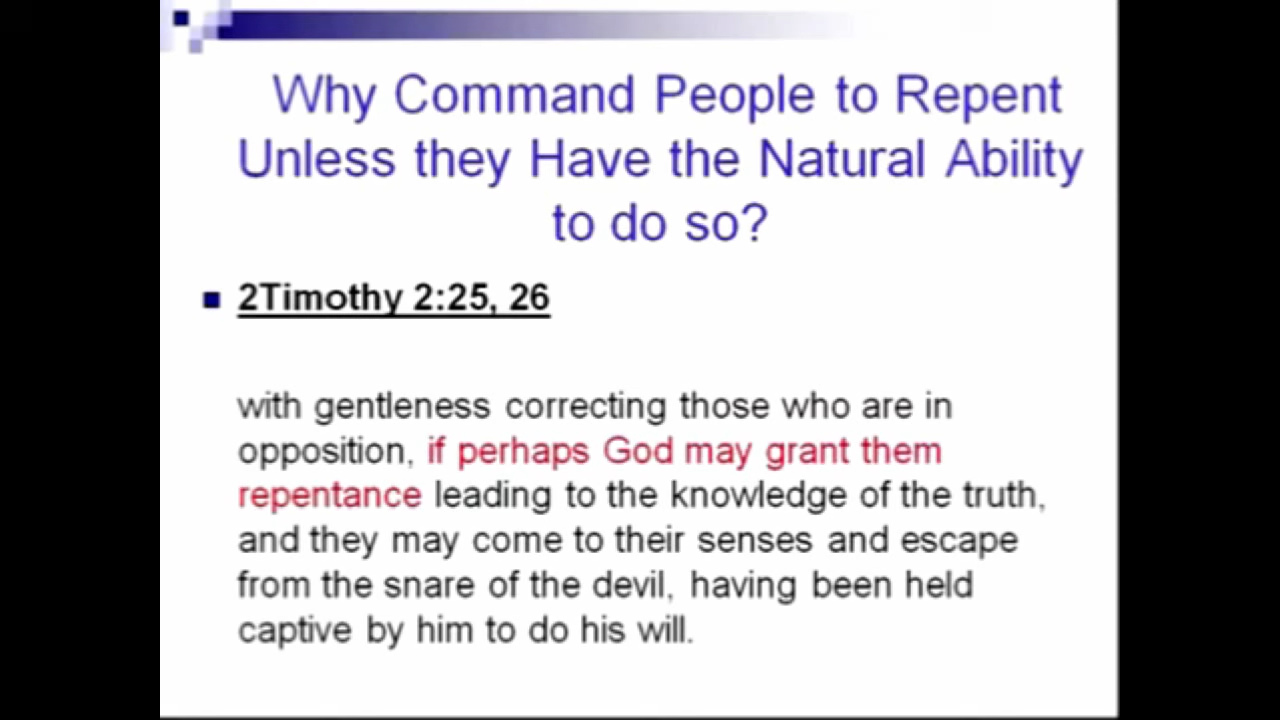 Why Command People to Repent
Unless they Have the Natural Ability
to do so?
2Timothy 2:25, 26
with gentleness correcting those who are in
opposition, if perhaps God may grant them
repentance leading to the knowledge of the truth,
and they may come to their senses and escape
from the snare of the devil, having been held
captive by him to do his will.